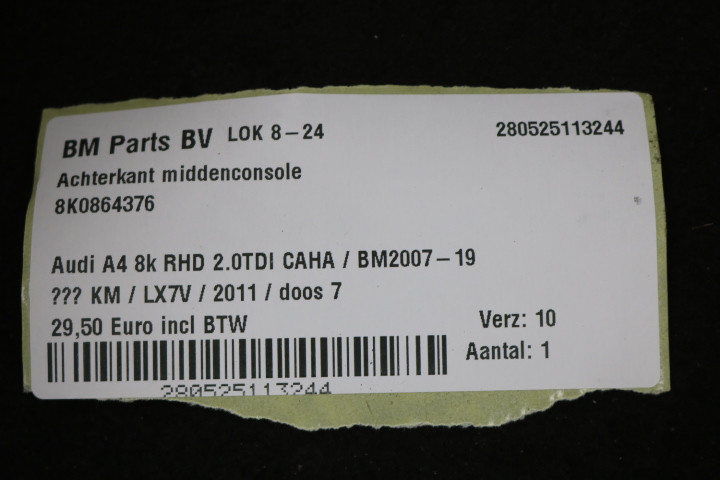 BM Parts BV LOK 8-24 280525113244
Achterkant middenconsole
8K0864376
Audi A4 8k RHD 2.0TDI CAHA / BM2007-19
??? KM / LX7V / 2011 / doos 7
29,50 Euro incl BTW Verz: 10
Aantal: 1
280525113244